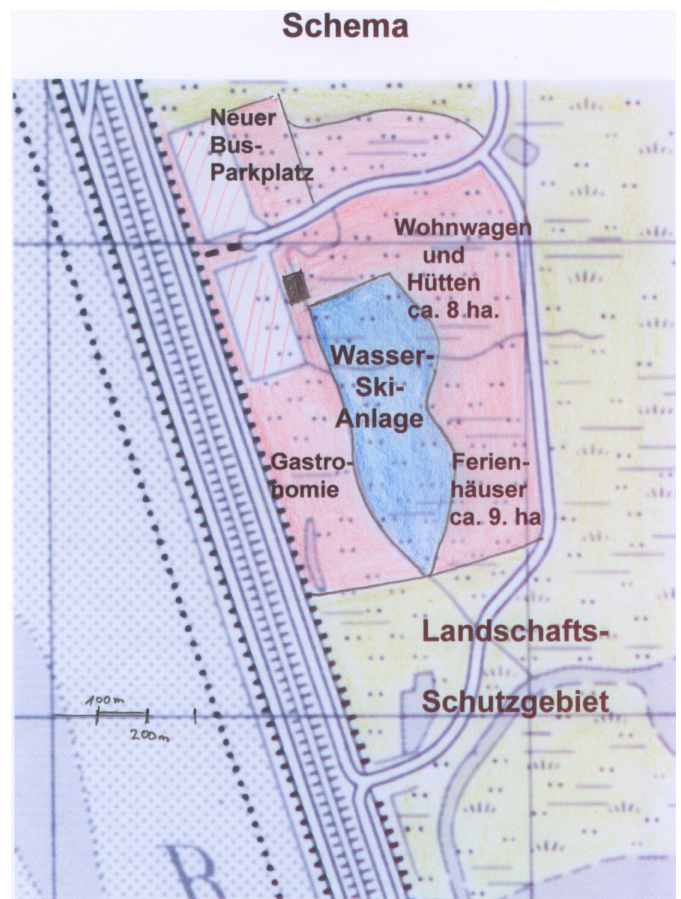 Schema
Neuer
Bus-
Parkplatz
Wohnwagen
und
Hütten
ca. 8 ha.
Wasser-
Ski-
Anlage
Gastro-
nomie
Ferien-
häuser
ca. 9. ha
Landschafts-
Schutzgebiet
100m
200m
R